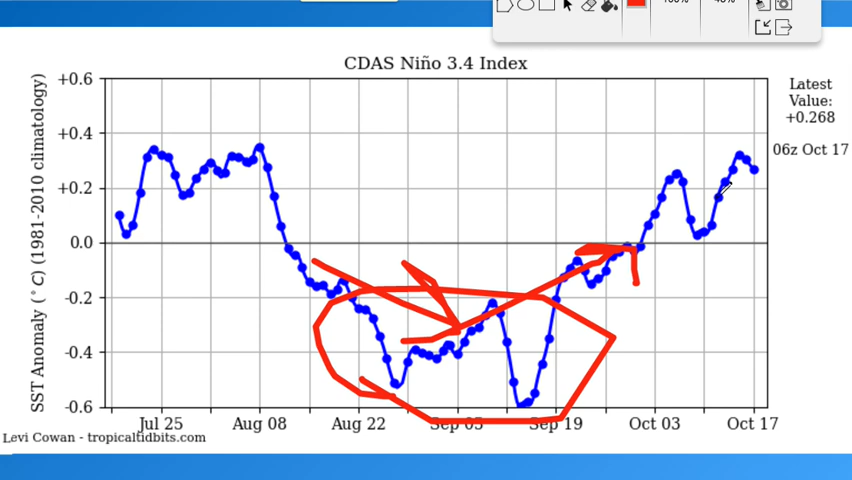 CDAS Niño 3.4 Index
SST Anomaly (°C) (1981-2010 climatology)
+0.6
+0.4
+0.2
0.0
-0.2
-0.4
-0.6
Jul 25
Aug 08
Aug 22
Sep 05
Sep 19
Oct 03
Oct 17
Latest
Value:
+0.268
06z Oct 17
Levi Cowan - tropicaltidbits.com